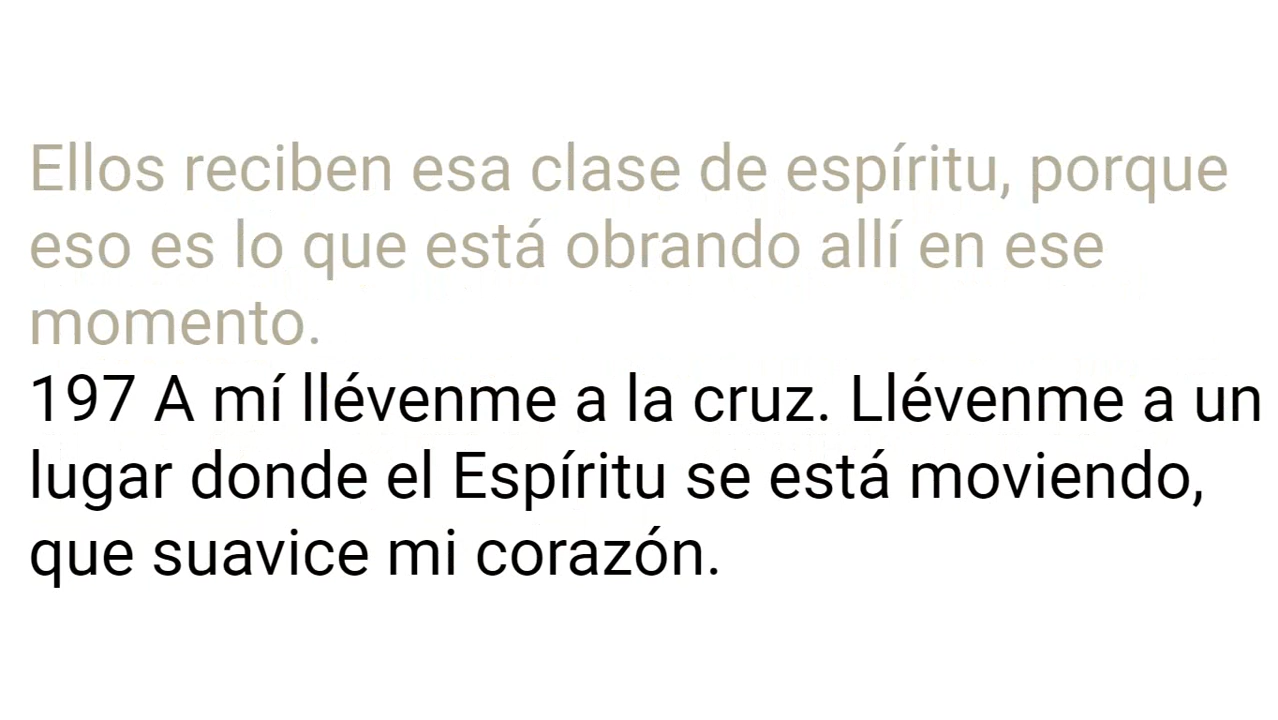 Ellos reciben esa clase de espíritu, porque
eso es lo que está obrando allí en ese
momento.
197 A mí llévenme a la cruz. Llévenme a un
lugar donde el Espíritu se está moviendo,
que suavice mi corazón.